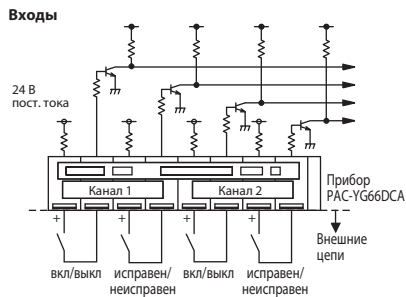 Входы
24 В
пост. тока
Канал 1
Канал 2
Прибор
PAC-YG66DCA
+
+
+
+
Внешние
цепи
вкл/выкл
исправен/
неисправен
вкл/выкл
исправен/
неисправен